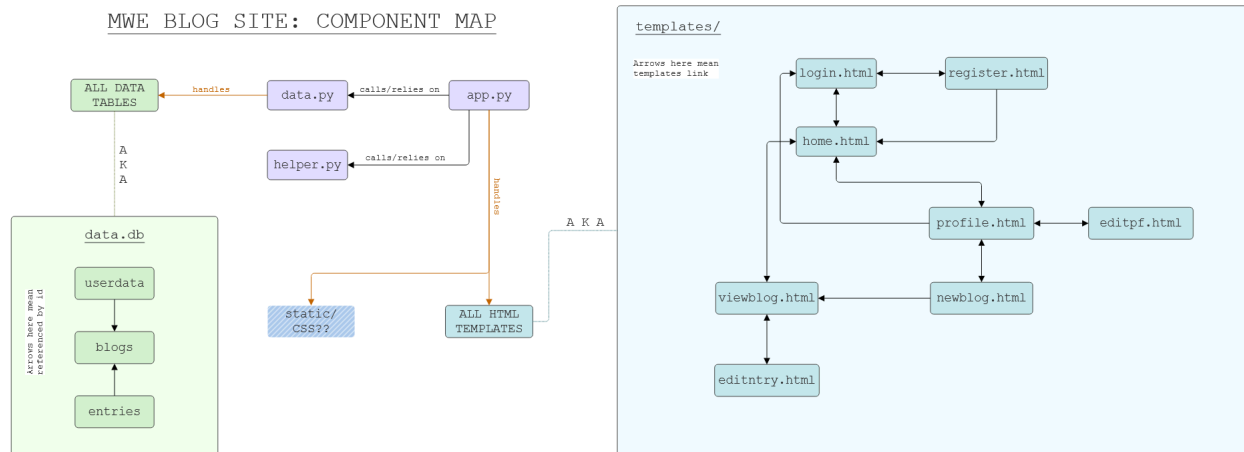 MWE BLOG SITE: COMPONENT MAP
ALL DATA
TABLES
handles
data.py
calls/relies on
app.py
helper.py
calls/relies on
handles
A
K
A
data.db
userdata
blogs
entries
Arrows here mean
referenced by id
static/
CSS??
ALL HTML
TEMPLATES
A K A
templates/
Arrows here mean
templates link
login.html
register.html
home.html
profile.html
editpf.html
viewblog.html
newblog.html
editntry.html